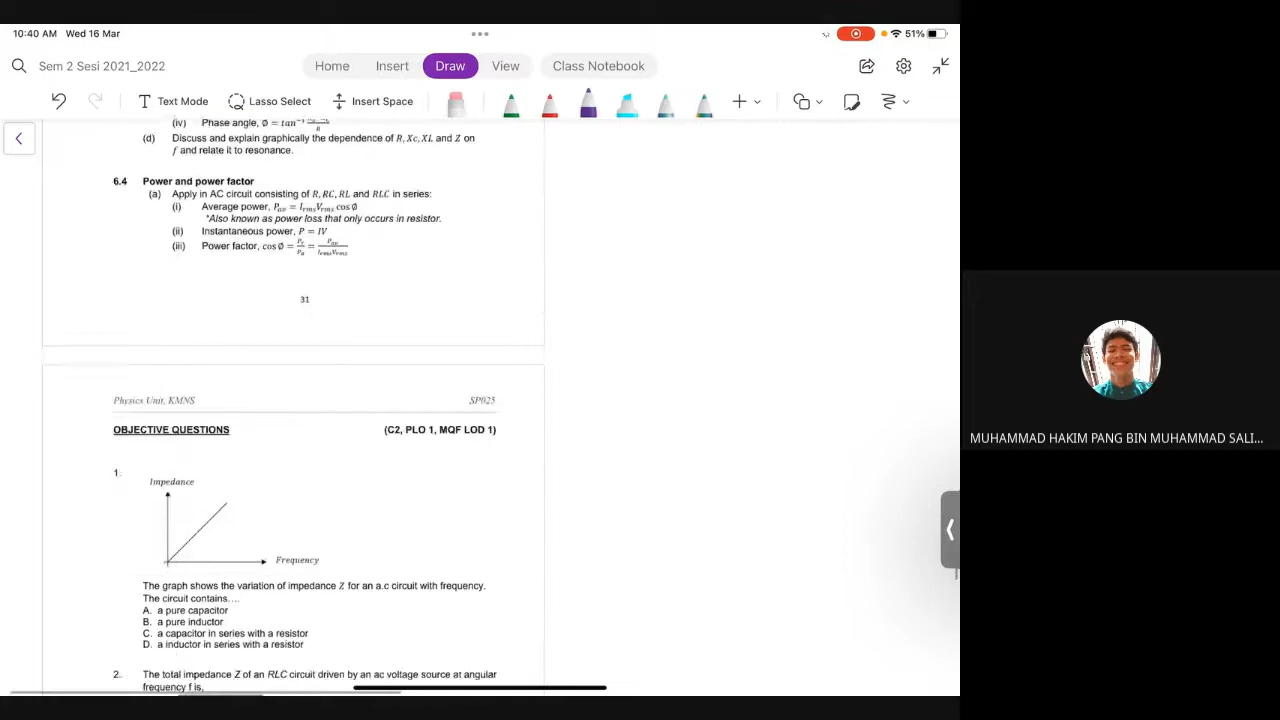 10:40 AM Wed 16 Mar
51%
Sem 2 Sesi 2021_2022
Home Insert Draw View Class Notebook
Text Mode Lasso Select Insert Space
(iv) Phase angle, Ø = tan⁻¹
(d) Discuss and explain graphically the dependence of R, Xc, XL and Z on
f and relate it to resonance.
6.4 Power and power factor
(a) Apply in AC circuit consisting of R, RC, RL and RLC in series:
(i) Average power, Pav = IrmsVrms cos Ø
*Also known as power loss that only occurs in resistor.
(ii) Instantaneous power, P = IV
(iii) Power factor, cos Ø = Pr/Pa = Pav/IrmsVrms
31
Physics Unit, KMNS SP025
OBJECTIVE QUESTIONS (C2, PLO 1, MQF LOD 1)
1.
Impedance
Frequency
The graph shows the variation of impedance Z for an a.c circuit with frequency.
The circuit contains....
A. a pure capacitor
B. a pure inductor
C. a capacitor in series with a resistor
D. a inductor in series with a resistor
2. The total impedance Z of an RLC circuit driven by an ac voltage source at angular
frequency f is,
MUHAMMAD HAKIM PANG BIN MUHAMMAD SALI...